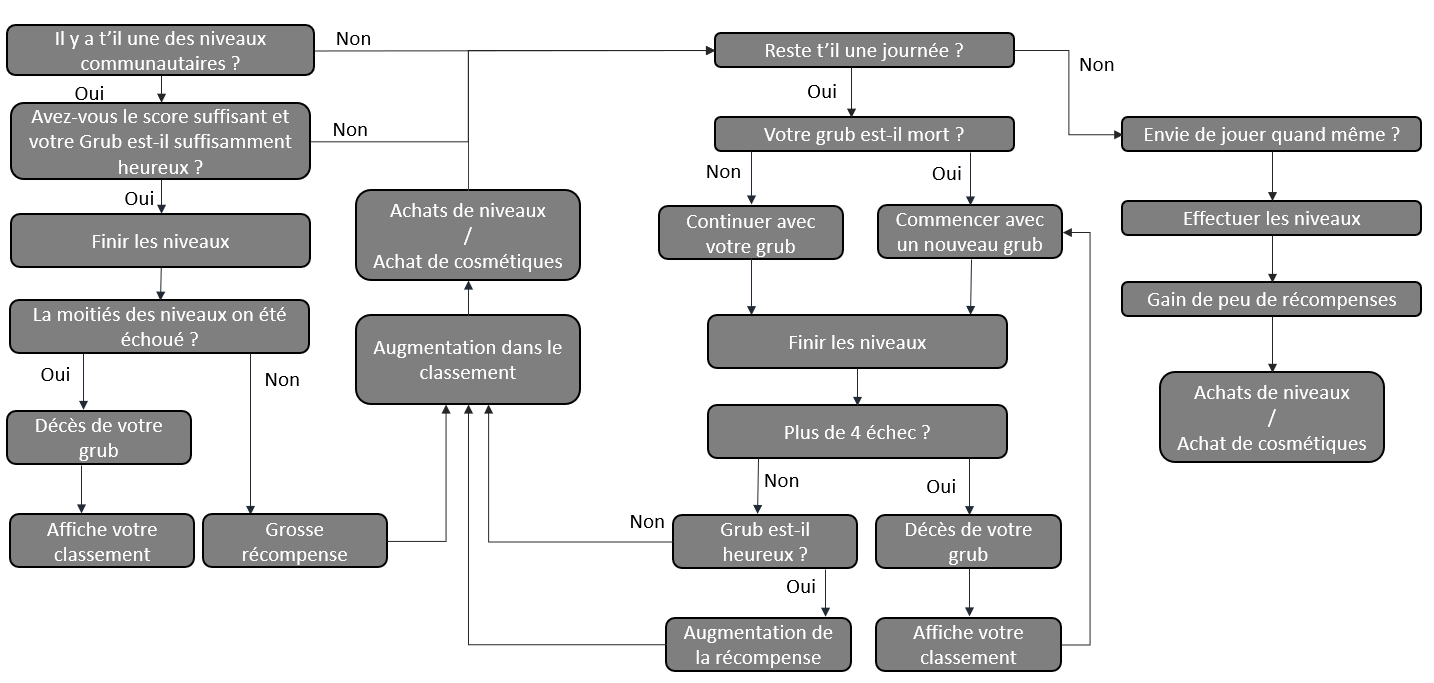 Il y a t’il une des niveaux
communautaires ?
Non
Oui
Avez-vous le score suffisant et
votre Grub est-il suffisamment
heureux ?
Non
Oui
Finir les niveaux
La moitiés des niveaux on été
échoué ?
Oui
Non
Décès de votre
grub
Affiche votre
classement
Grosse
récompense
Achats de niveaux
/
Achat de cosmétiques
Augmentation dans le
classement
Reste t’il une journée ?
Non
Oui
Votre grub est-il mort ?
Non
Oui
Continuer avec
votre grub
Commencer avec
un nouveau grub
Finir les niveaux
Plus de 4 échec ?
Non
Oui
Non
Grub est-il
heureux ?
Oui
Décès de votre
grub
Augmentation de
la récompense
Affiche votre
classement
Envie de jouer quand même ?
Effectuer les niveaux
Gain de peu de récompenses
Achats de niveaux
/
Achat de cosmétiques